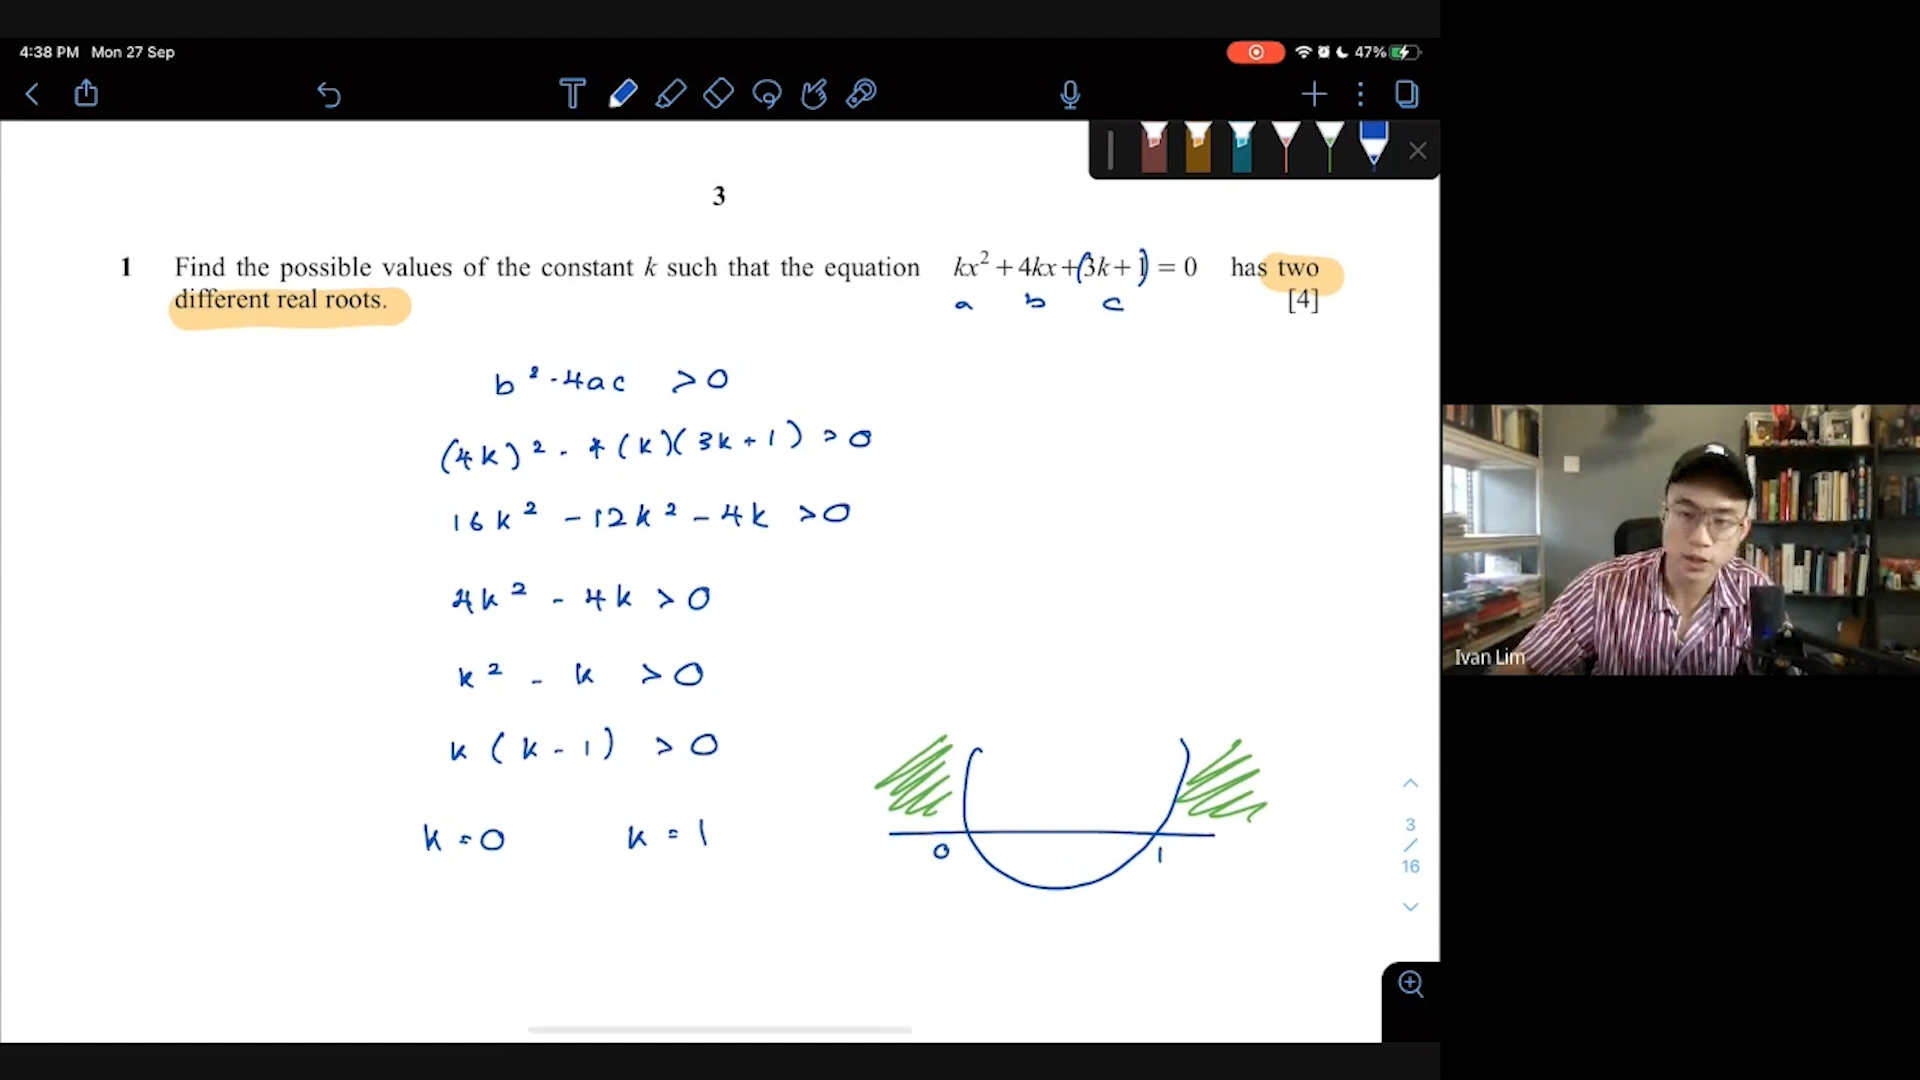 4:38 PM Mon 27 Sep
47%
3
1 Find the possible values of the constant k such that the equation kx² + 4kx + (3k + 1) = 0 has two
different real roots. [4]
a b c
b² - 4ac > 0
(4k)² - 4(k)(3k + 1) > 0
16k² - 12k² - 4k > 0
4k² - 4k > 0
k² - k > 0
k(k - 1) > 0
k = 0 k = 1
0 1
3
/
16
Ivan Lim